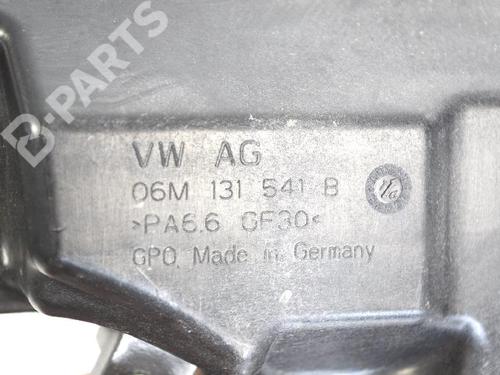 B-PARTS
VW AG
06M 131 541 B
>PA6.6 GF30<
GPO Made in Germany